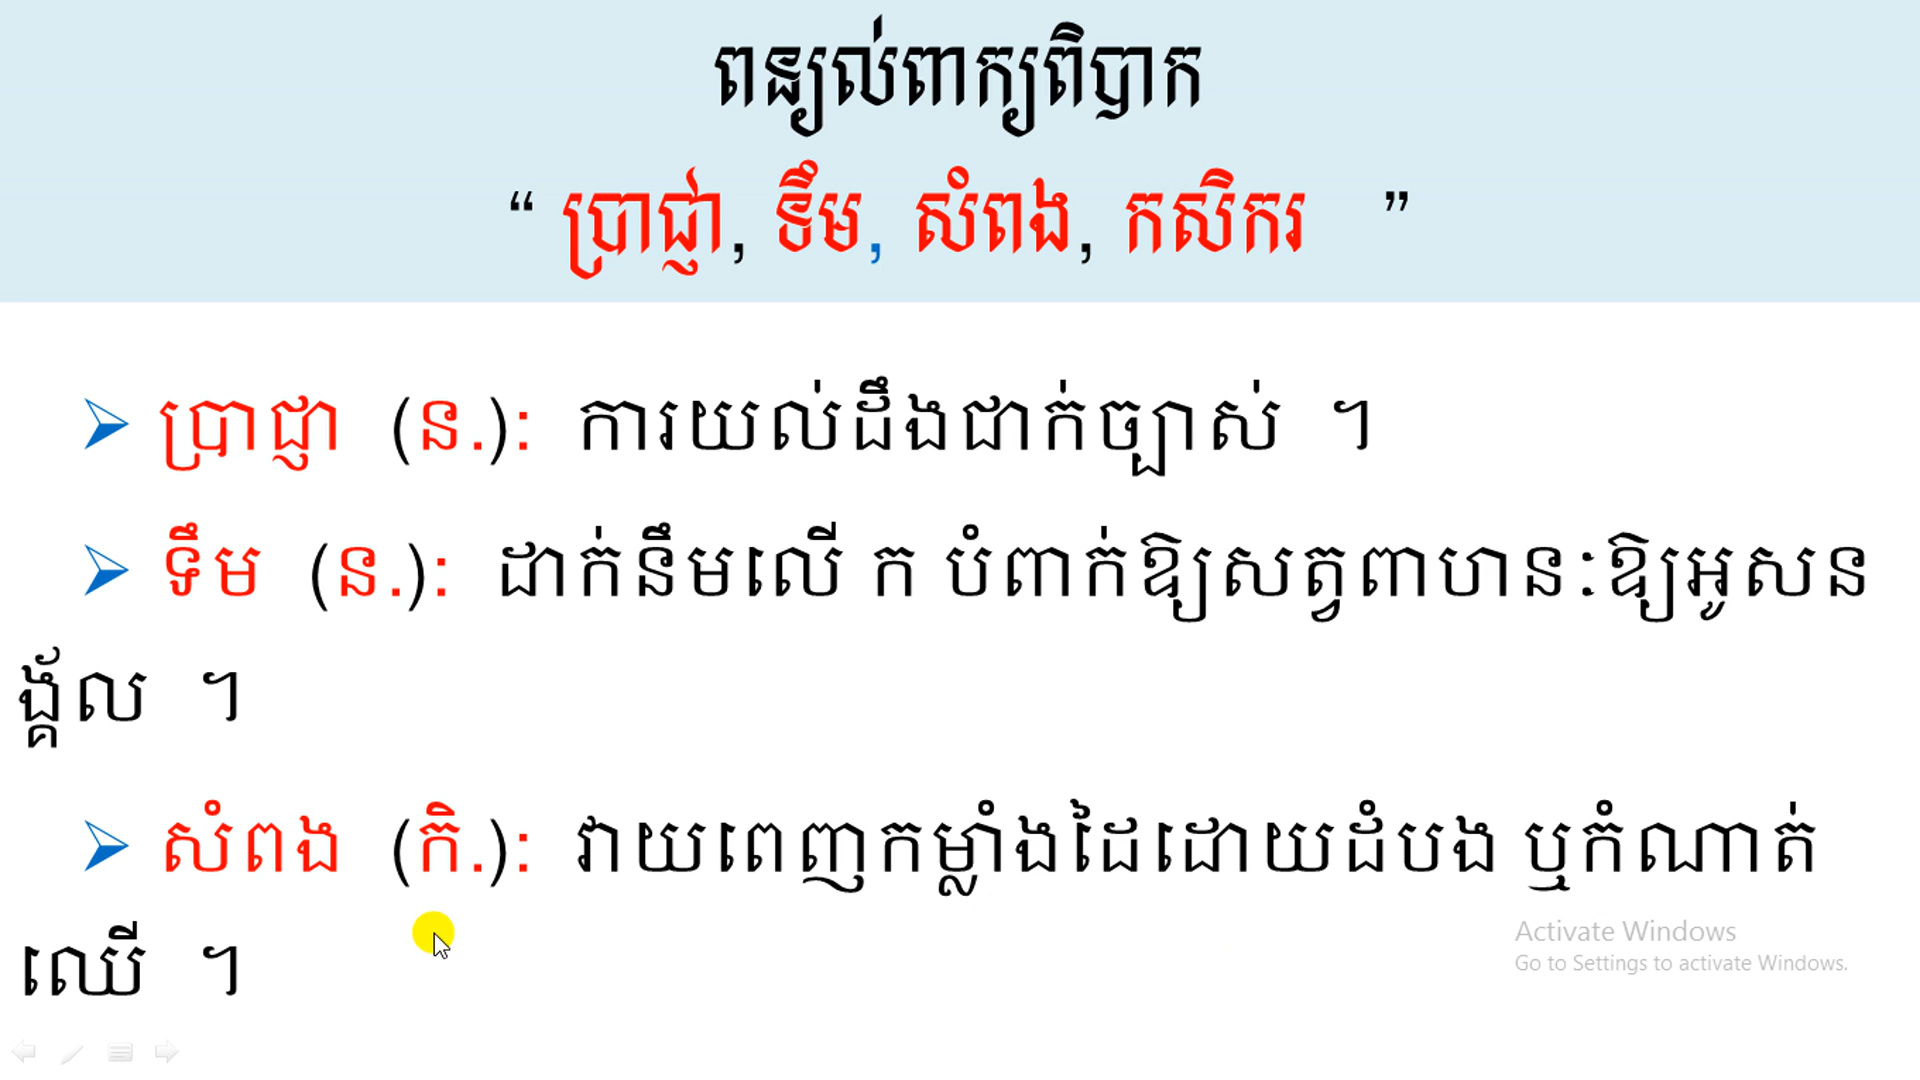 ពន្យល់ពាក្យពិបាក
“ ប្រាជ្ញា, ទឹម, សំពង, កសិករ ”
ប្រាជ្ញា (ន.): ការយល់ដឹងជាក់ច្បាស់ ។
ទឹម (ន.): ដាក់នឹមលើ ក បំពាក់ឱ្យសត្វពាហនៈឱ្យអូសន
ង្គ័ល ។
សំពង (កិ.): វាយពេញកម្លាំងដៃដោយដំបង ឬកំណាត់
ឈើ ។
Activate Windows
Go to Settings to activate Windows.